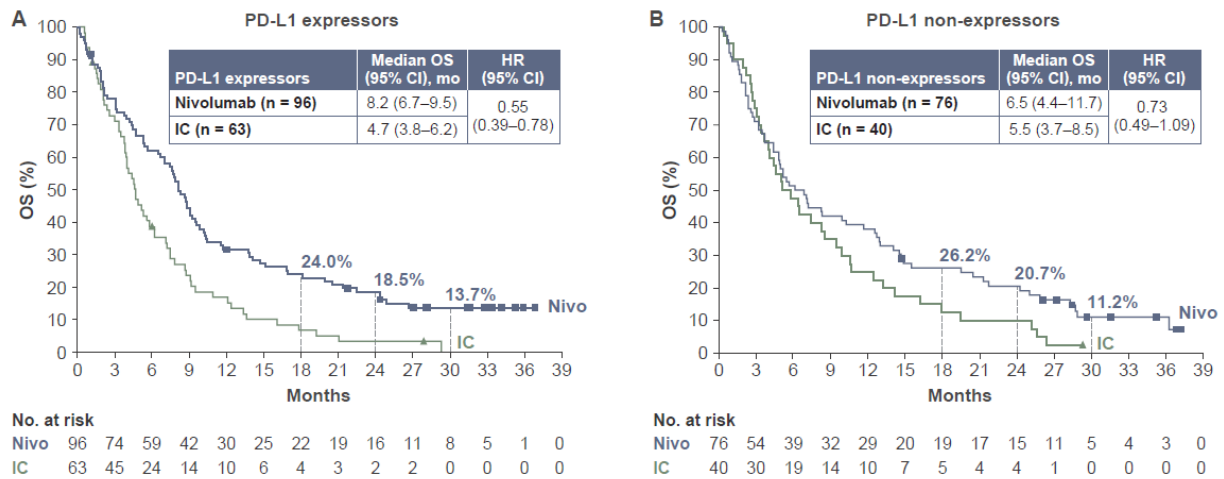 A PD-L1 expressors
100
90
80
70
60
50
40
30
20
10
0
OS (%)
PD-L1 expressors Median OS (95% CI), mo HR (95% CI)
Nivolumab (n = 96) 8.2 (6.7–9.5) 0.55 (0.39–0.78)
IC (n = 63) 4.7 (3.8–6.2)
24.0%
18.5%
13.7%
Nivo
IC
0 3 6 9 12 15 18 21 24 27 30 33 36 39
Months
No. at risk
Nivo 96 74 59 42 30 25 22 19 16 11 8 5 1 0
IC 63 45 24 14 10 6 4 3 2 2 0 0 0 0
B PD-L1 non-expressors
100
90
80
70
60
50
40
30
20
10
0
OS (%)
PD-L1 non-expressors Median OS (95% CI), mo HR (95% CI)
Nivolumab (n = 76) 6.5 (4.4–11.7) 0.73 (0.49–1.09)
IC (n = 40) 5.5 (3.7–8.5)
26.2%
20.7%
11.2%
Nivo
IC
0 3 6 9 12 15 18 21 24 27 30 33 36 39
Months
No. at risk
Nivo 76 54 39 32 29 20 19 17 15 11 5 4 3 0
IC 40 30 19 14 10 7 5 4 4 1 0 0 0 0